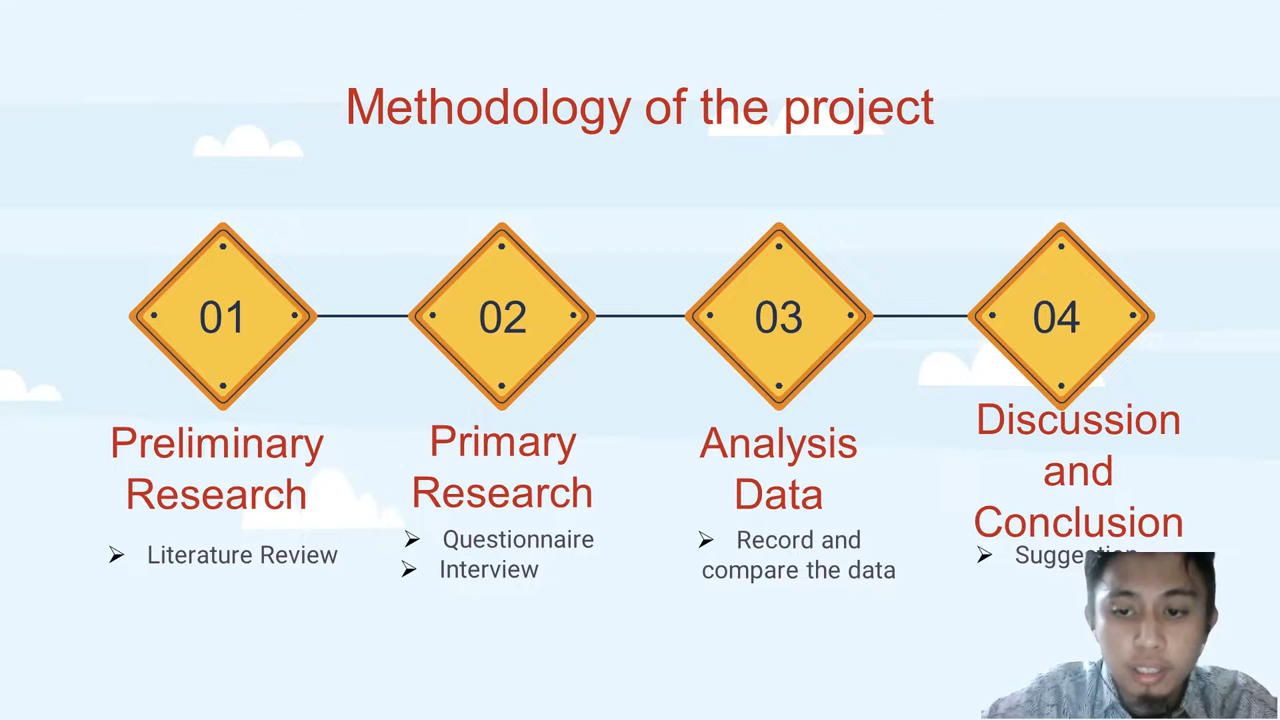 Methodology of the project
01
02
03
04
Preliminary
Research
Literature Review
Primary
Research
Questionnaire
Interview
Analysis
Data
Record and
compare the data
Discussion
and
Conclusion